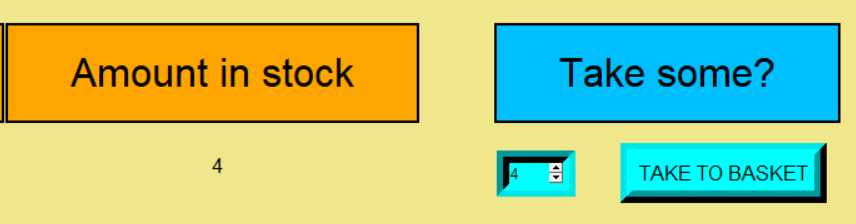 Amount in stock
Take some?
4
4
TAKE TO BASKET